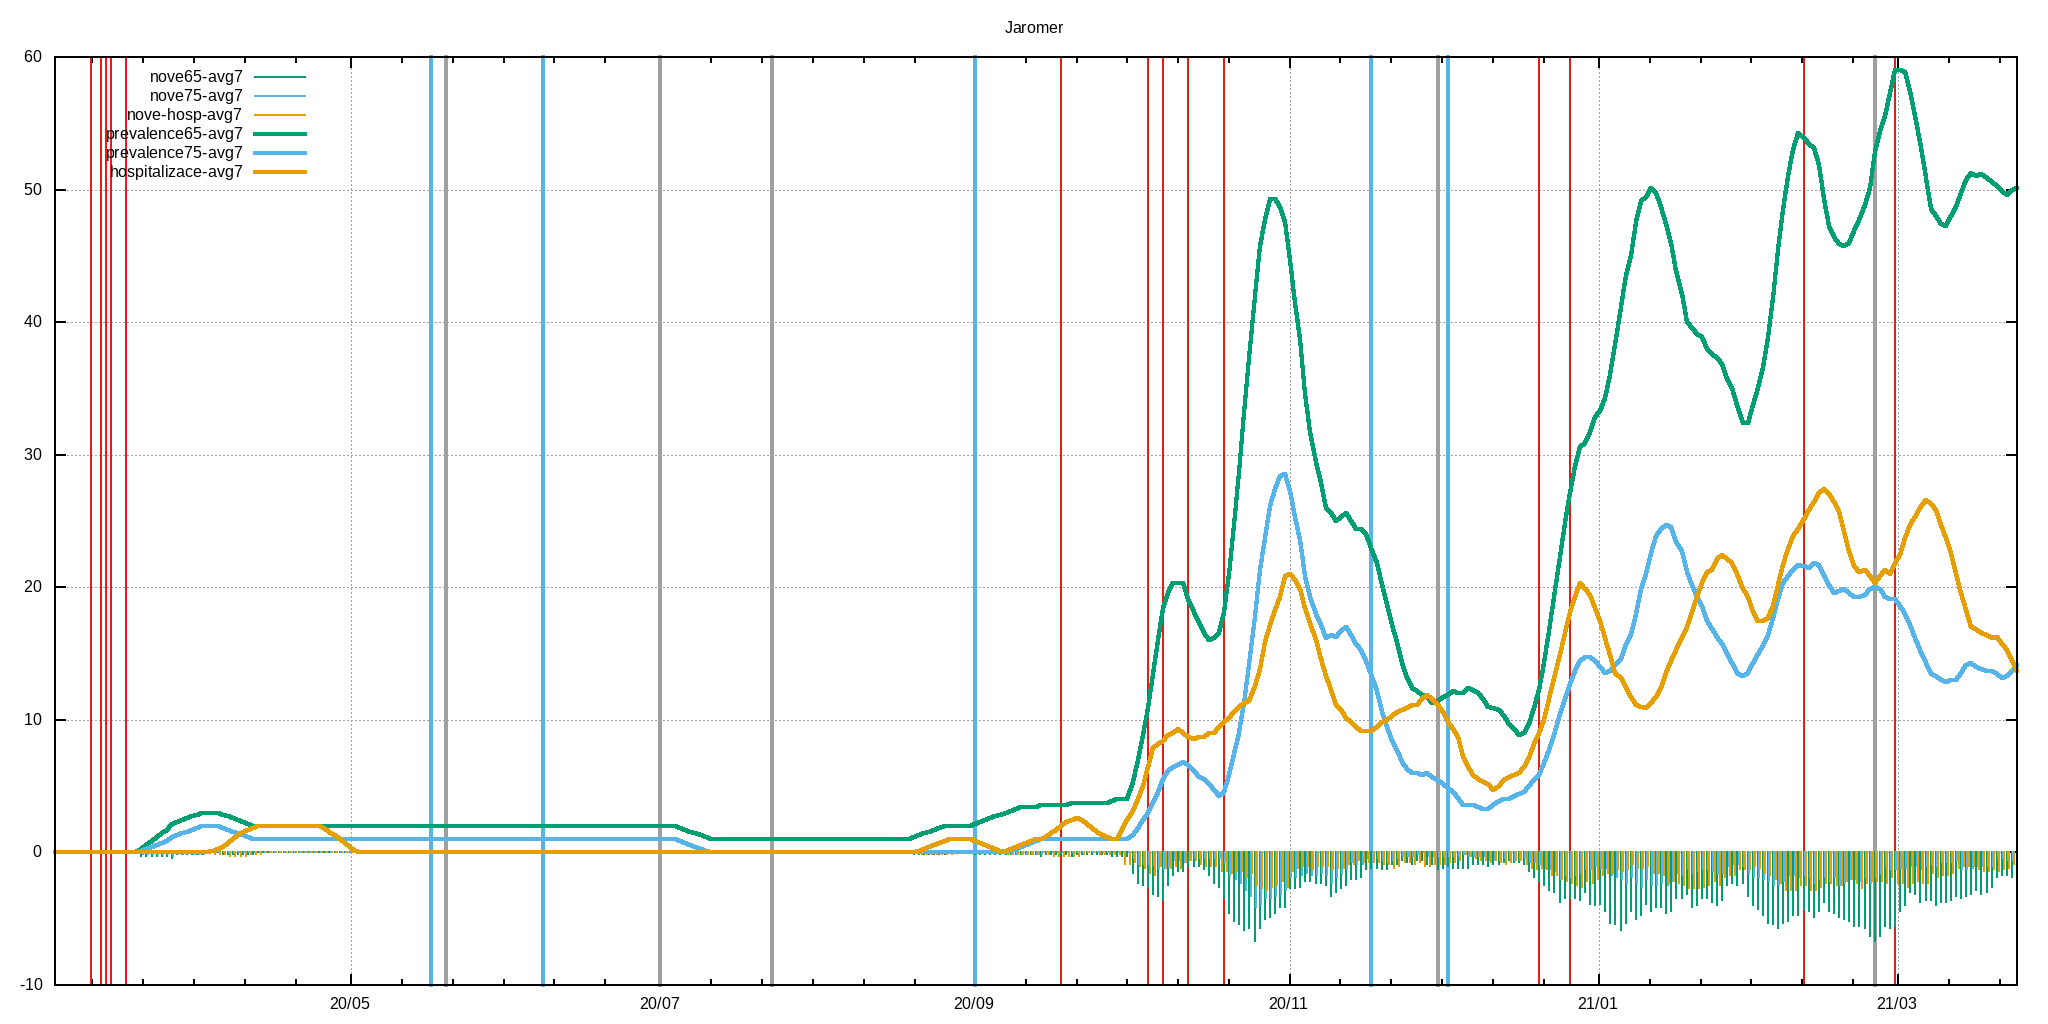 Jaromer
60
50
40
30
20
10
0
-10
nove65-avg7
nove75-avg7
nove-hosp-avg7
prevalence65-avg7
prevalence75-avg7
hospitalizace-avg7
20/05 20/07 20/09 20/11 21/01 21/03